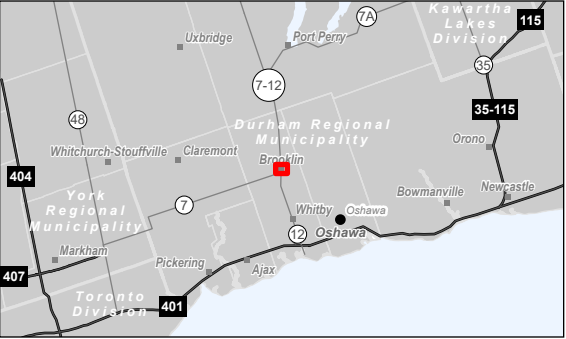 Kawartha
Lakes
Division
7A
115
Uxbridge
Port Perry
35
7-12
35-115
48
Durham Regional
Municipality
Orono
Whitchurch-Stouffville
Claremont
Brooklin
404
York
Regional
Municipality
7
Bowmanville
Newcastle
Whitby
Oshawa
Oshawa
12
Markham
Pickering
Ajax
407
Toronto
Division
401